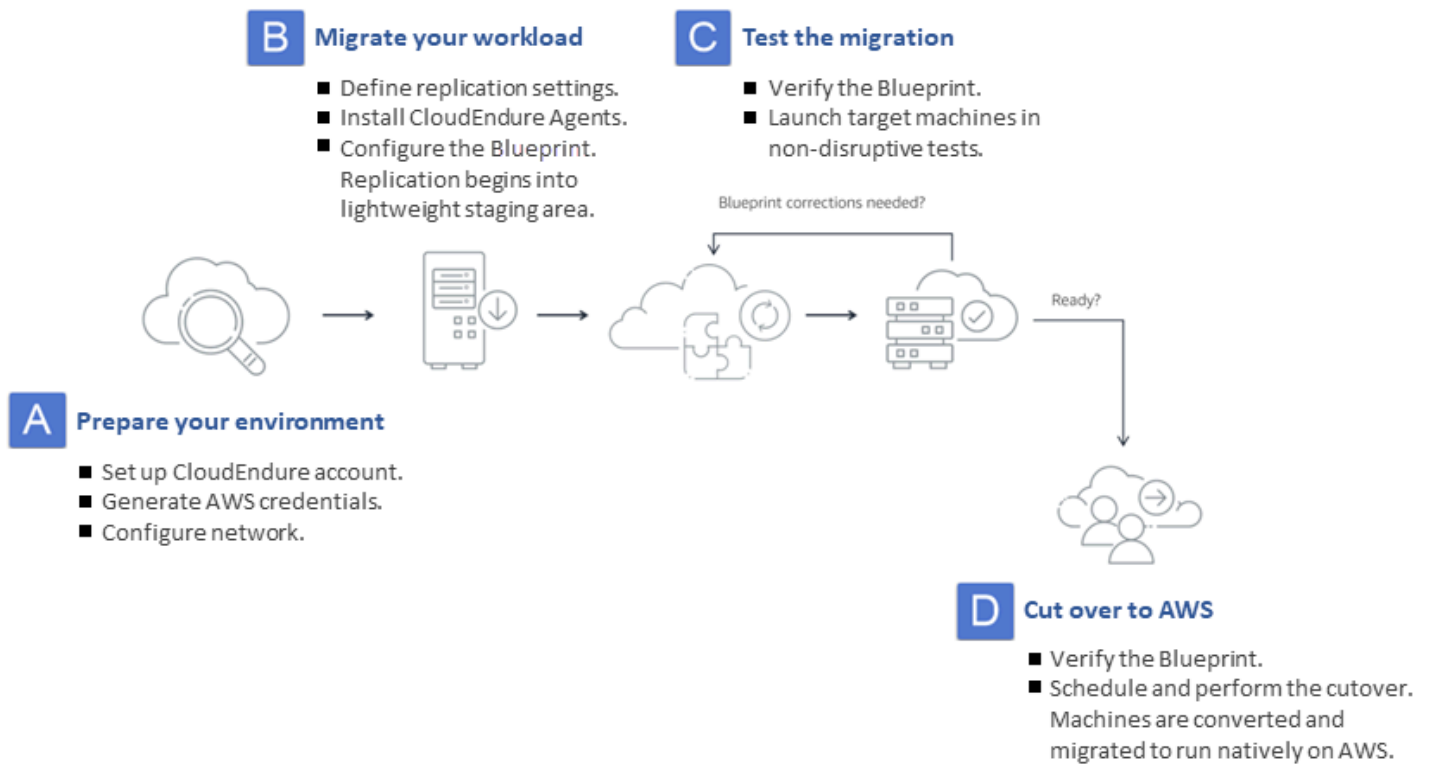 B Migrate your workload
■ Define replication settings.
■ Install CloudEndure Agents.
■ Configure the Blueprint.
Replication begins into
lightweight staging area.
C Test the migration
■ Verify the Blueprint.
■ Launch target machines in
non-disruptive tests.
Blueprint corrections needed?
Ready?
A Prepare your environment
■ Set up CloudEndure account.
■ Generate AWS credentials.
■ Configure network.
D Cut over to AWS
■ Verify the Blueprint.
■ Schedule and perform the cutover.
Machines are converted and
migrated to run natively on AWS.